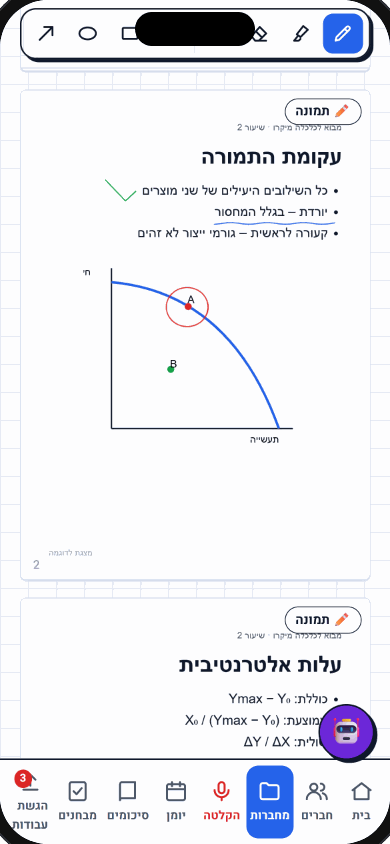 תמונה
מבוא לכלכלה מיקרו · שיעור 2
עקומת התמורה
• כל השילובים היעילים של שני מוצרים
• יורדת – בגלל המחסור
• קעורה לראשית – גורמי ייצור לא זהים
חי
A
B
תעשייה
מצגת לדוגמה
2
תמונה
מבוא לכלכלה מיקרו · שיעור 2
עלות אלטרנטיבית
• כוללת: Ymax − Y₀
ממוצעת: X₀ / (Ymax − Y₀)
ΔY / ΔX
בית
חברים
מחברות
הקלטה
יומן
סיכומים
מבחנים
הגשת עבודות
3